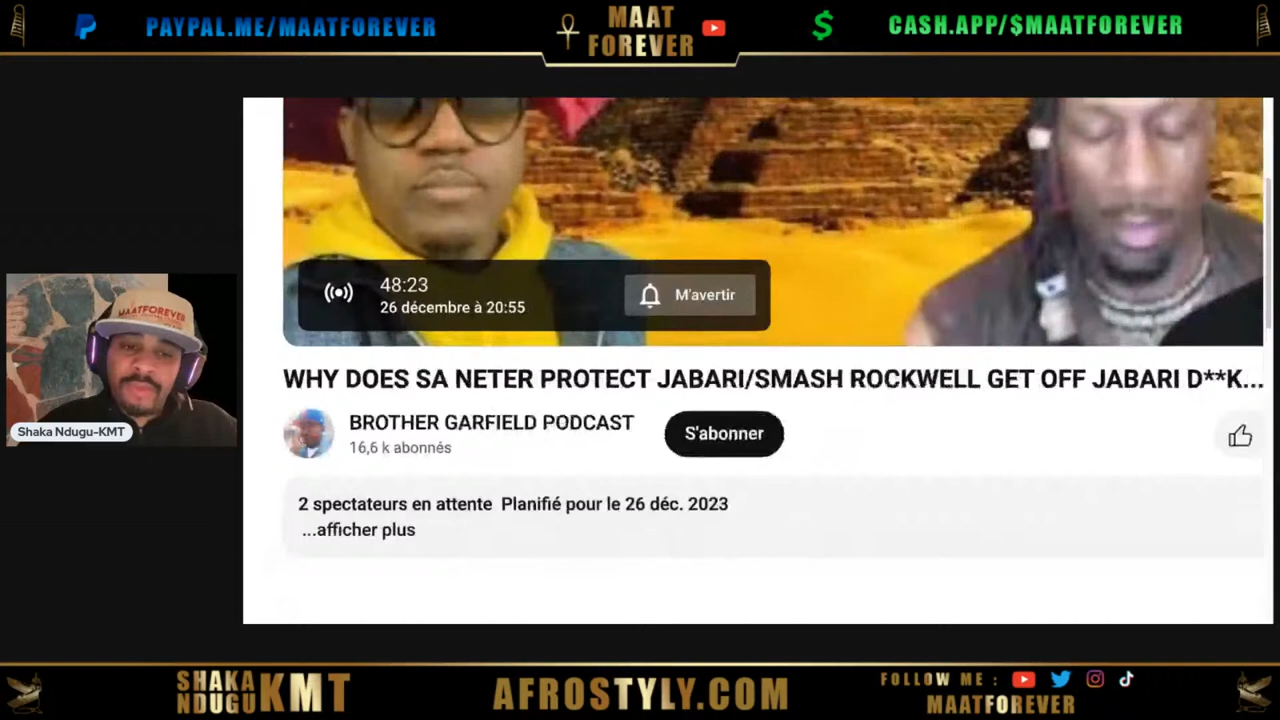 PAYPAL.ME/MAATFOREVER
MAAT
FOREVER
CASH.APP/$MAATFOREVER
48:23
26 décembre à 20:55
M'avertir
WHY DOES SA NETER PROTECT JABARI/SMASH ROCKWELL GET OFF JABARI D**K...
BROTHER GARFIELD PODCAST
16,6 k abonnés
S'abonner
2 spectateurs en attente Planifié pour le 26 déc. 2023
...afficher plus
MAATFOREVER
Shaka Ndugu-KMT
SHAKA
NDUGU
KMT
AFROSTYLY.COM
FOLLOW ME :
MAATFOREVER